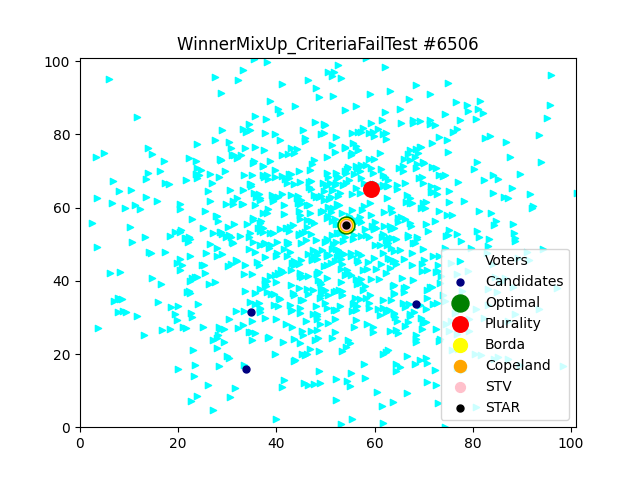 WinnerMixUp_CriteriaFailTest #6506
100
80
60
40
20
0
0 20 40 60 80 100
Voters
Candidates
Optimal
Plurality
Borda
Copeland
STV
STAR